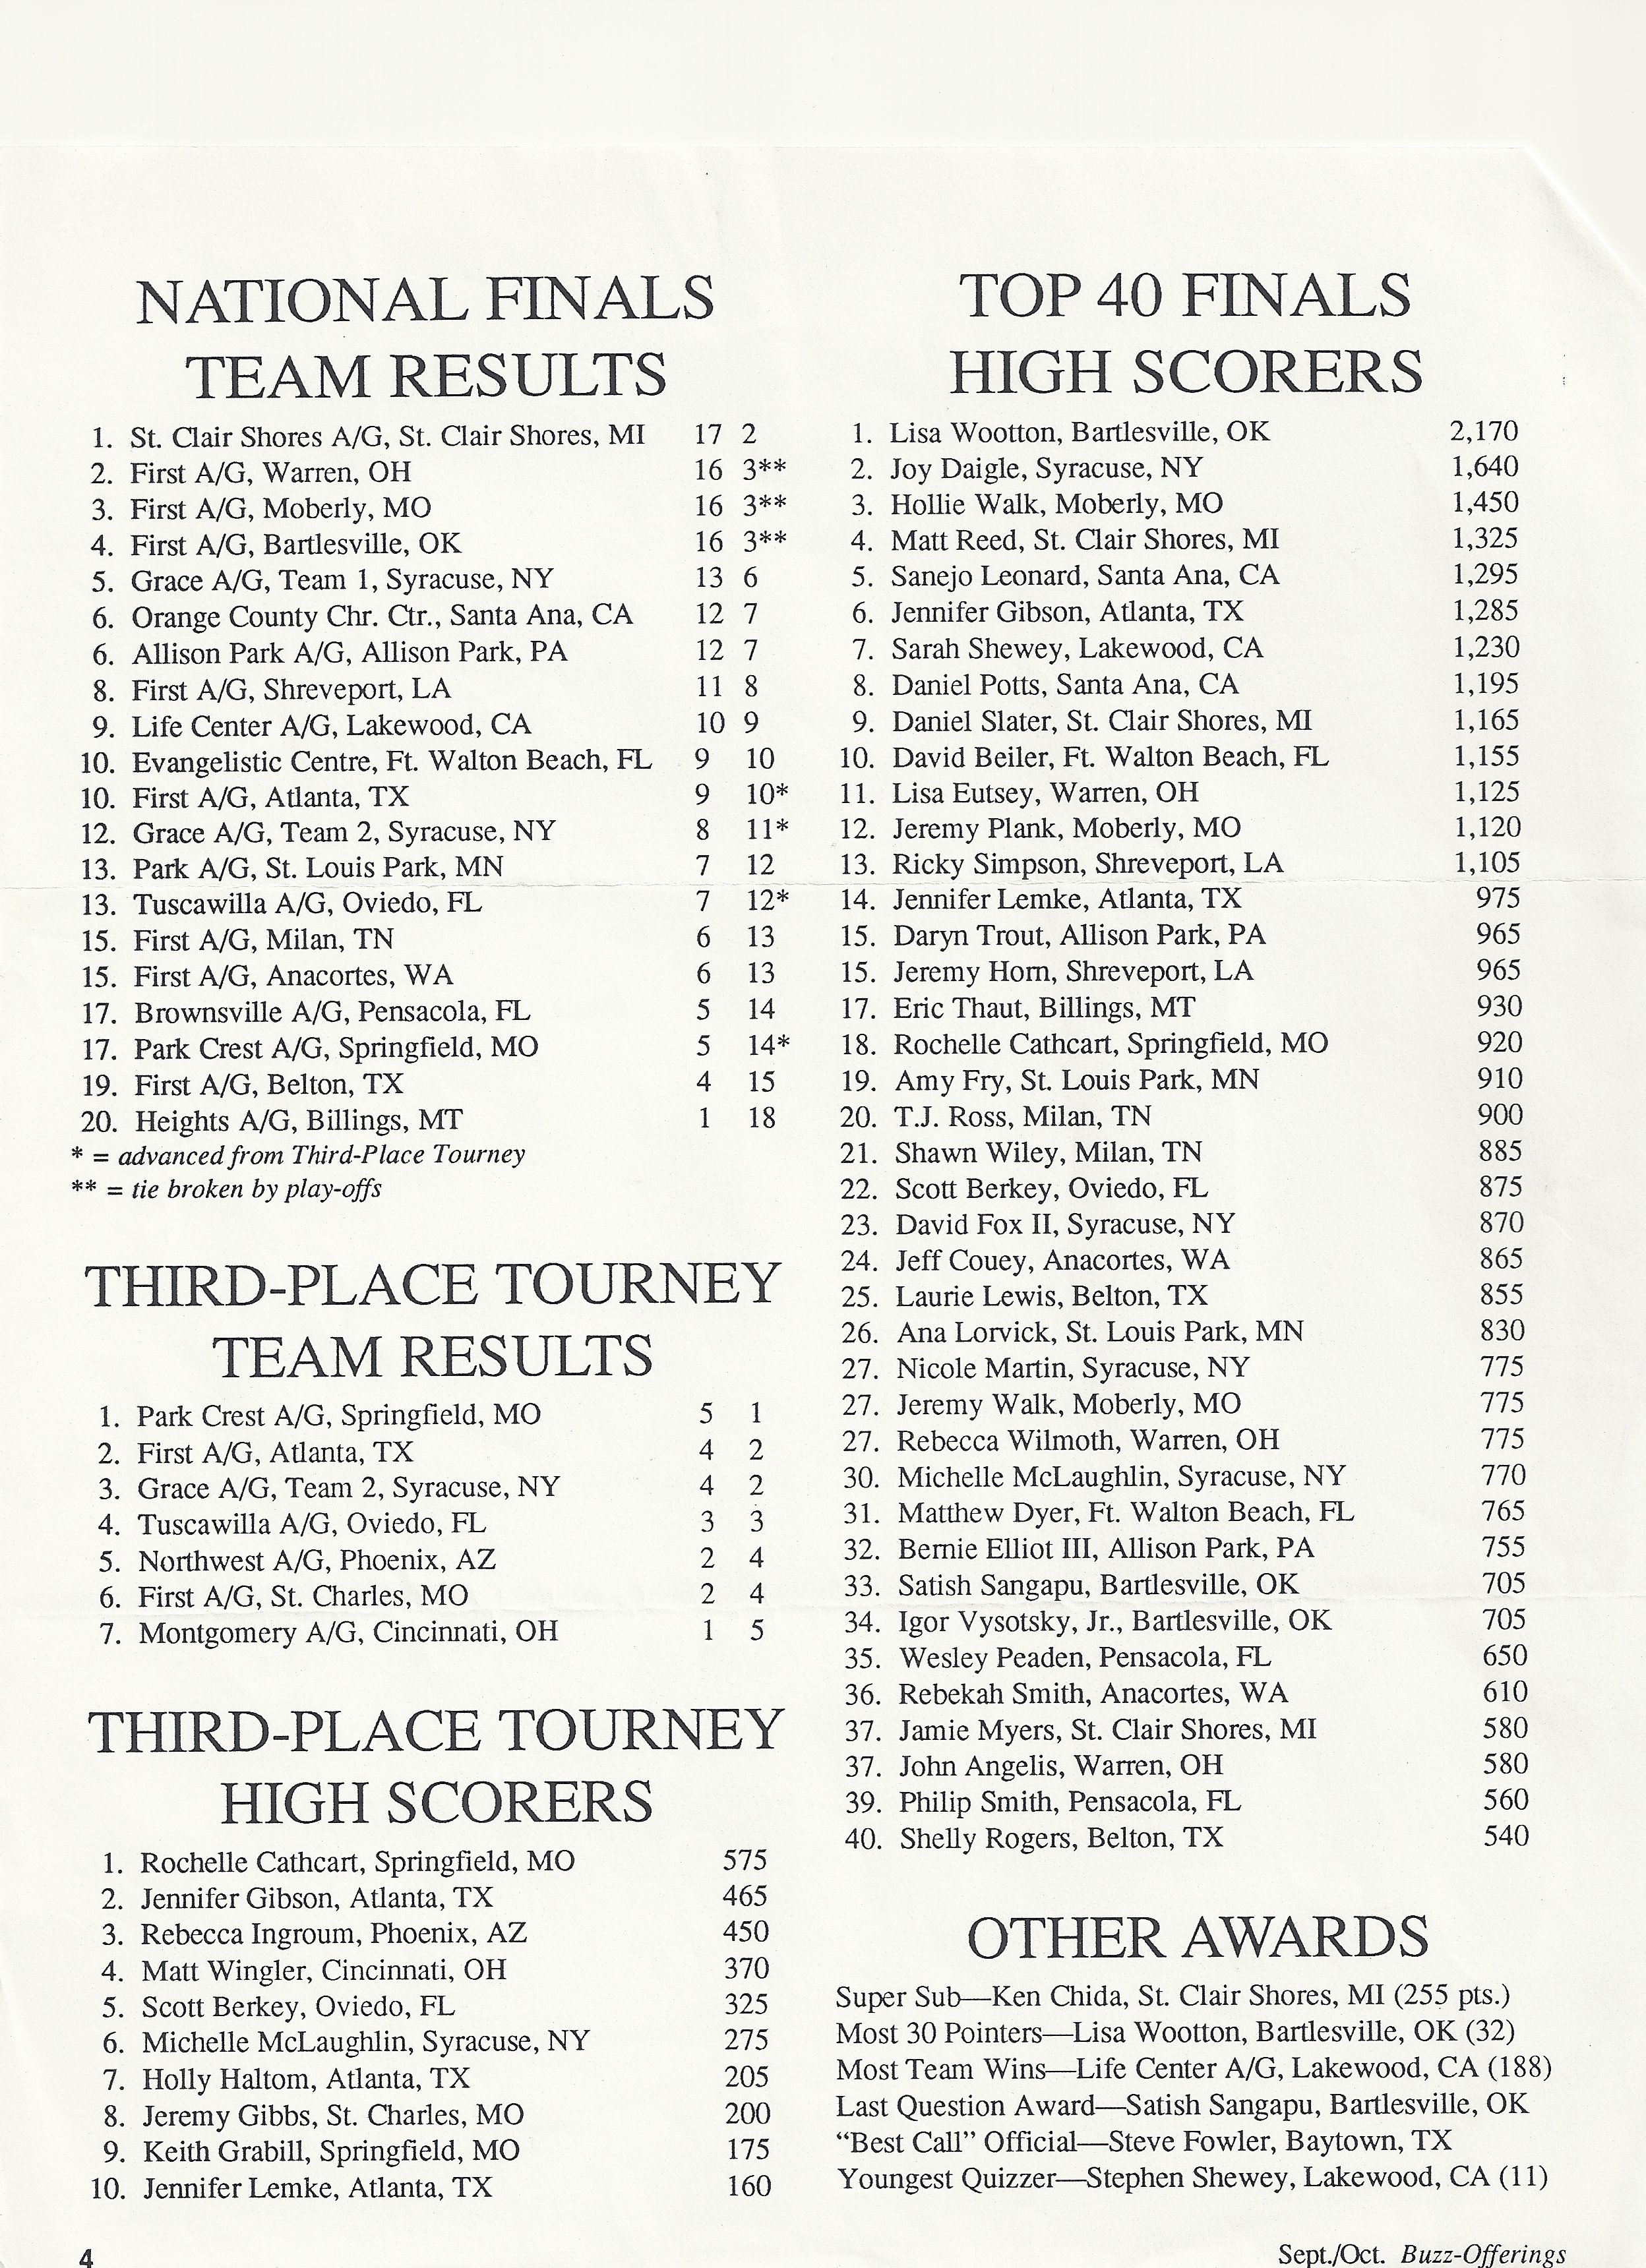 NATIONAL FINALS
TEAM RESULTS
1. St. Clair Shores A/G, St. Clair Shores, MI 17 2
2. First A/G, Warren, OH 16 3**
3. First A/G, Moberly, MO 16 3**
4. First A/G, Bartlesville, OK 16 3**
5. Grace A/G, Team 1, Syracuse, NY 13 6
6. Orange County Chr. Ctr., Santa Ana, CA 12 7
6. Allison Park A/G, Allison Park, PA 12 7
8. First A/G, Shreveport, LA 11 8
9. Life Center A/G, Lakewood, CA 10 9
10. Evangelistic Centre, Ft. Walton Beach, FL 9 10
10. First A/G, Atlanta, TX 9 10*
12. Grace A/G, Team 2, Syracuse, NY 8 11*
13. Park A/G, St. Louis Park, MN 7 12
13. Tuscawilla A/G, Oviedo, FL 7 12*
15. First A/G, Milan, TN 6 13
15. First A/G, Anacortes, WA 6 13
17. Brownsville A/G, Pensacola, FL 5 14
17. Park Crest A/G, Springfield, MO 5 14*
19. First A/G, Belton, TX 4 15
20. Heights A/G, Billings, MT 1 18
* = advanced from Third-Place Tourney
** = tie broken by play-offs
THIRD-PLACE TOURNEY
TEAM RESULTS
1. Park Crest A/G, Springfield, MO 5 1
2. First A/G, Atlanta, TX 4 2
3. Grace A/G, Team 2, Syracuse, NY 4 2
4. Tuscawilla A/G, Oviedo, FL 3 3
5. Northwest A/G, Phoenix, AZ 2 4
6. First A/G, St. Charles, MO 2 4
7. Montgomery A/G, Cincinnati, OH 1 5
THIRD-PLACE TOURNEY
HIGH SCORERS
1. Rochelle Cathcart, Springfield, MO 575
2. Jennifer Gibson, Atlanta, TX 465
3. Rebecca Ingroum, Phoenix, AZ 450
4. Matt Wingler, Cincinnati, OH 370
5. Scott Berkey, Oviedo, FL 325
6. Michelle McLaughlin, Syracuse, NY 275
7. Holly Haltom, Atlanta, TX 205
8. Jeremy Gibbs, St. Charles, MO 200
9. Keith Grabill, Springfield, MO 175
10. Jennifer Lemke, Atlanta, TX 160
TOP 40 FINALS
HIGH SCORERS
1. Lisa Wootton, Bartlesville, OK 2,170
2. Joy Daigle, Syracuse, NY 1,640
3. Hollie Walk, Moberly, MO 1,450
4. Matt Reed, St. Clair Shores, MI 1,325
5. Sanejo Leonard, Santa Ana, CA 1,295
6. Jennifer Gibson, Atlanta, TX 1,285
7. Sarah Shewey, Lakewood, CA 1,230
8. Daniel Potts, Santa Ana, CA 1,195
9. Daniel Slater, St. Clair Shores, MI 1,165
10. David Beiler, Ft. Walton Beach, FL 1,155
11. Lisa Eutsey, Warren, OH 1,125
12. Jeremy Plank, Moberly, MO 1,120
13. Ricky Simpson, Shreveport, LA 1,105
14. Jennifer Lemke, Atlanta, TX 975
15. Daryn Trout, Allison Park, PA 965
15. Jeremy Horn, Shreveport, LA 965
17. Eric Thaut, Billings, MT 930
18. Rochelle Cathcart, Springfield, MO 920
19. Amy Fry, St. Louis Park, MN 910
20. T.J. Ross, Milan, TN 900
21. Shawn Wiley, Milan, TN 885
22. Scott Berkey, Oviedo, FL 875
23. David Fox II, Syracuse, NY 870
24. Jeff Couey, Anacortes, WA 865
25. Laurie Lewis, Belton, TX 855
26. Ana Lorvick, St. Louis Park, MN 830
27. Nicole Martin, Syracuse, NY 775
27. Jeremy Walk, Moberly, MO 775
27. Rebecca Wilmoth, Warren, OH 775
30. Michelle McLaughlin, Syracuse, NY 770
31. Matthew Dyer, Ft. Walton Beach, FL 765
32. Bernie Elliot III, Allison Park, PA 755
33. Satish Sangapu, Bartlesville, OK 705
34. Igor Vysotsky, Jr., Bartlesville, OK 705
35. Wesley Peaden, Pensacola, FL 650
36. Rebekah Smith, Anacortes, WA 610
37. Jamie Myers, St. Clair Shores, MI 580
37. John Angelis, Warren, OH 580
39. Philip Smith, Pensacola, FL 560
40. Shelly Rogers, Belton, TX 540
OTHER AWARDS
Super Sub—Ken Chida, St. Clair Shores, MI (255 pts.)
Most 30 Pointers—Lisa Wootton, Bartlesville, OK (32)
Most Team Wins—Life Center A/G, Lakewood, CA (188)
Last Question Award—Satish Sangapu, Bartlesville, OK
“Best Call” Official—Steve Fowler, Baytown, TX
Youngest Quizzer—Stephen Shewey, Lakewood, CA (11)
4
Sept./Oct. Buzz-Offerings